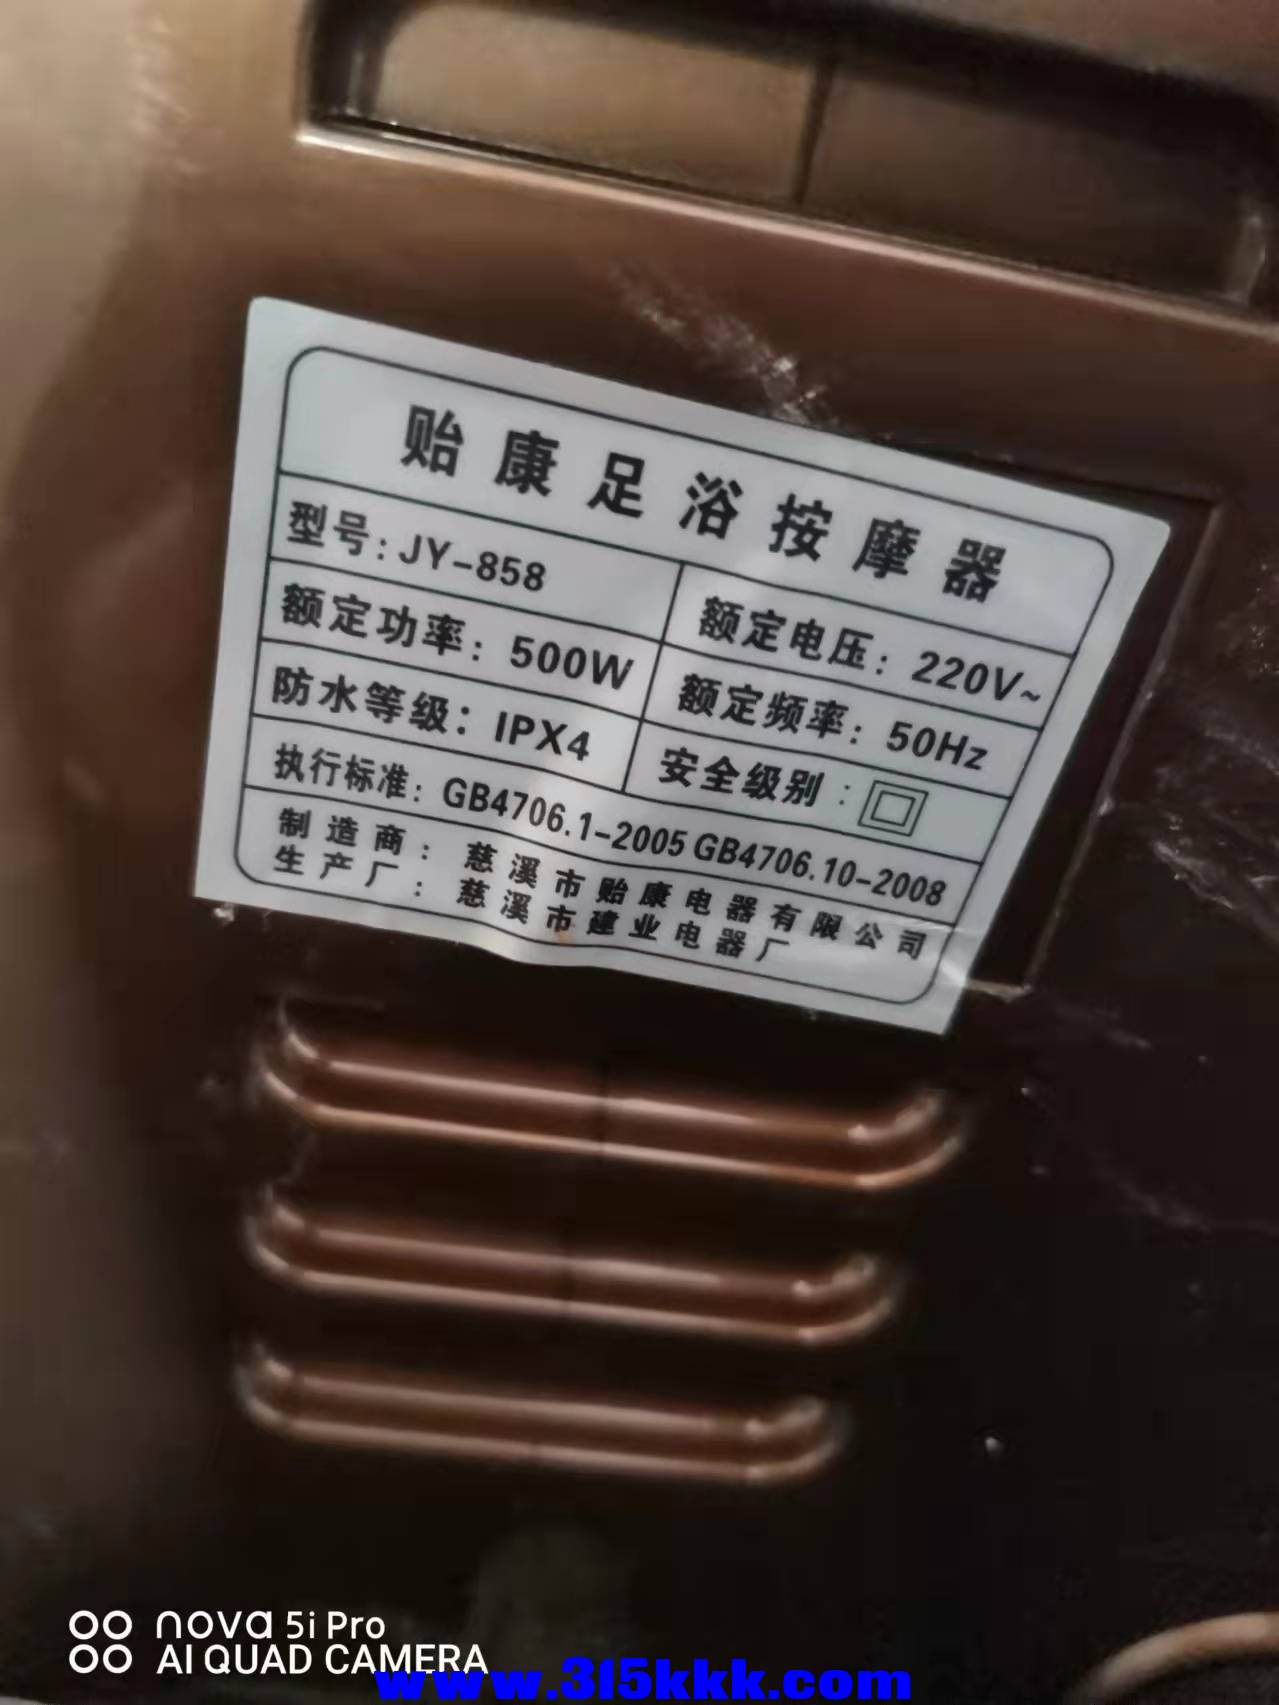 贻康足浴按摩器
型号: JY-858 额定电压: 220V~
额定功率: 500W 额定频率: 50Hz
防水等级: IPX4 安全级别:
执行标准: GB4706.1-2005 GB4706.10-2008
制造商: 慈溪市贻康电器有限公司
生产厂: 慈溪市建业电器厂
nova 5i Pro
AI QUAD CAMERA
www.315kkk.com